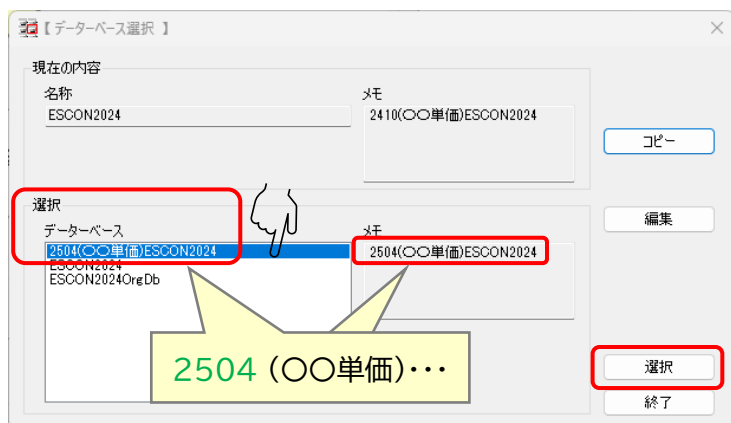 【 データーベース選択 】
現在の内容
名称
メモ
ESCON2024
2410(〇〇単価)ESCON2024
コピー
選択
データーベース
メモ
編集
2504(〇〇単価)ESCON2024
2504(〇〇単価)ESCON2024
ESCON2024
ESCON2024OrgDb
2504 (〇〇単価)・・・
選択
終了